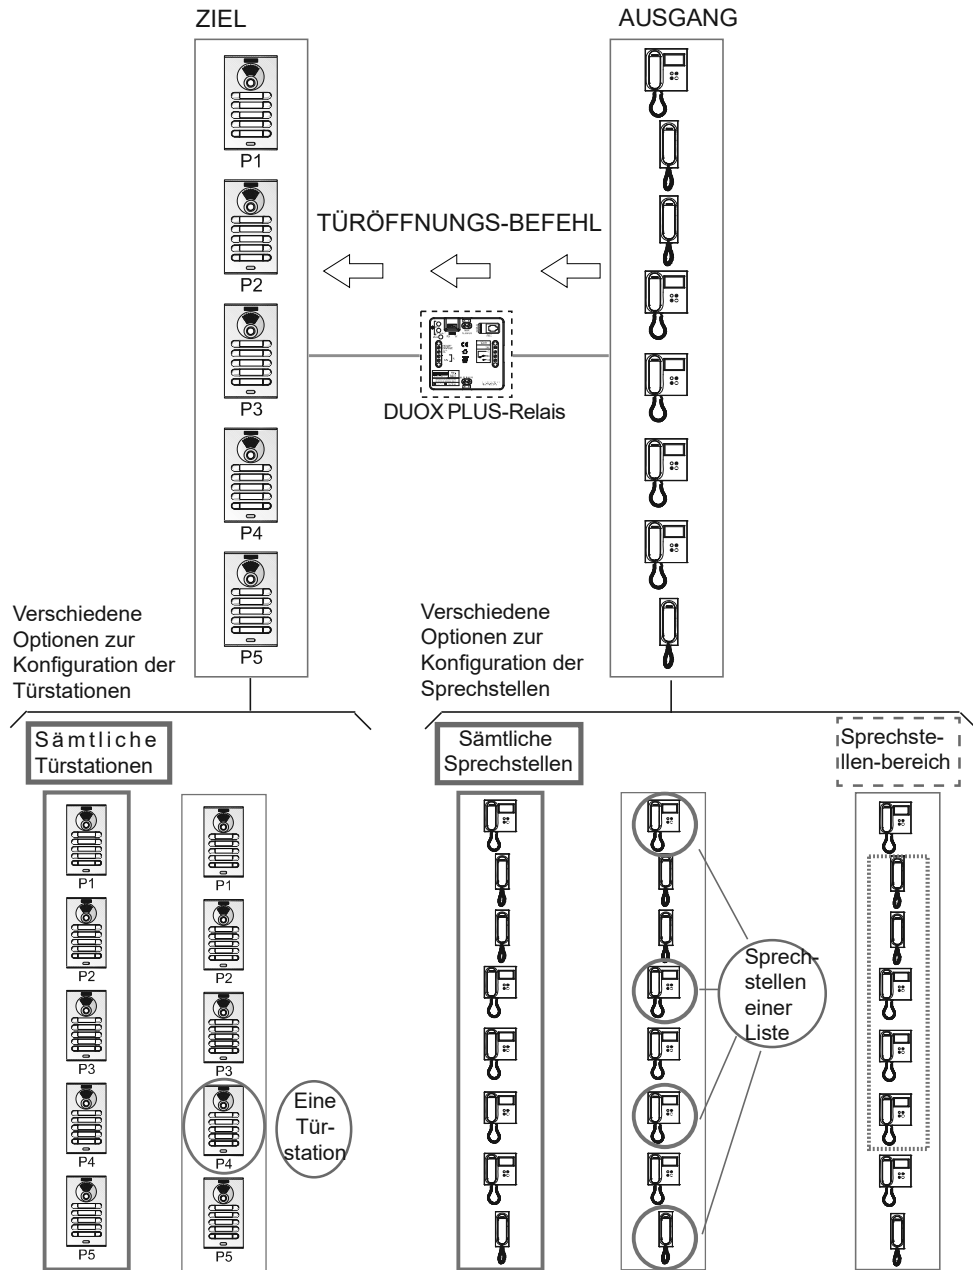 ZIEL
AUSGANG
P1
P2
P3
P4
P5
TÜRÖFFNUNGS-BEFEHL
DUOX PLUS-Relais
Verschiedene
Optionen zur
Konfiguration der
Türstationen
Verschiedene
Optionen zur
Konfiguration der
Sprechstellen
Sämtliche
Türstationen
P1
P2
P3
P4
P5
P1
P2
P3
P4
P5
Eine
Tür-
station
Sämtliche
Sprechstellen
Sprech-
stellen
einer
Liste
Sprechste-
llen-bereich